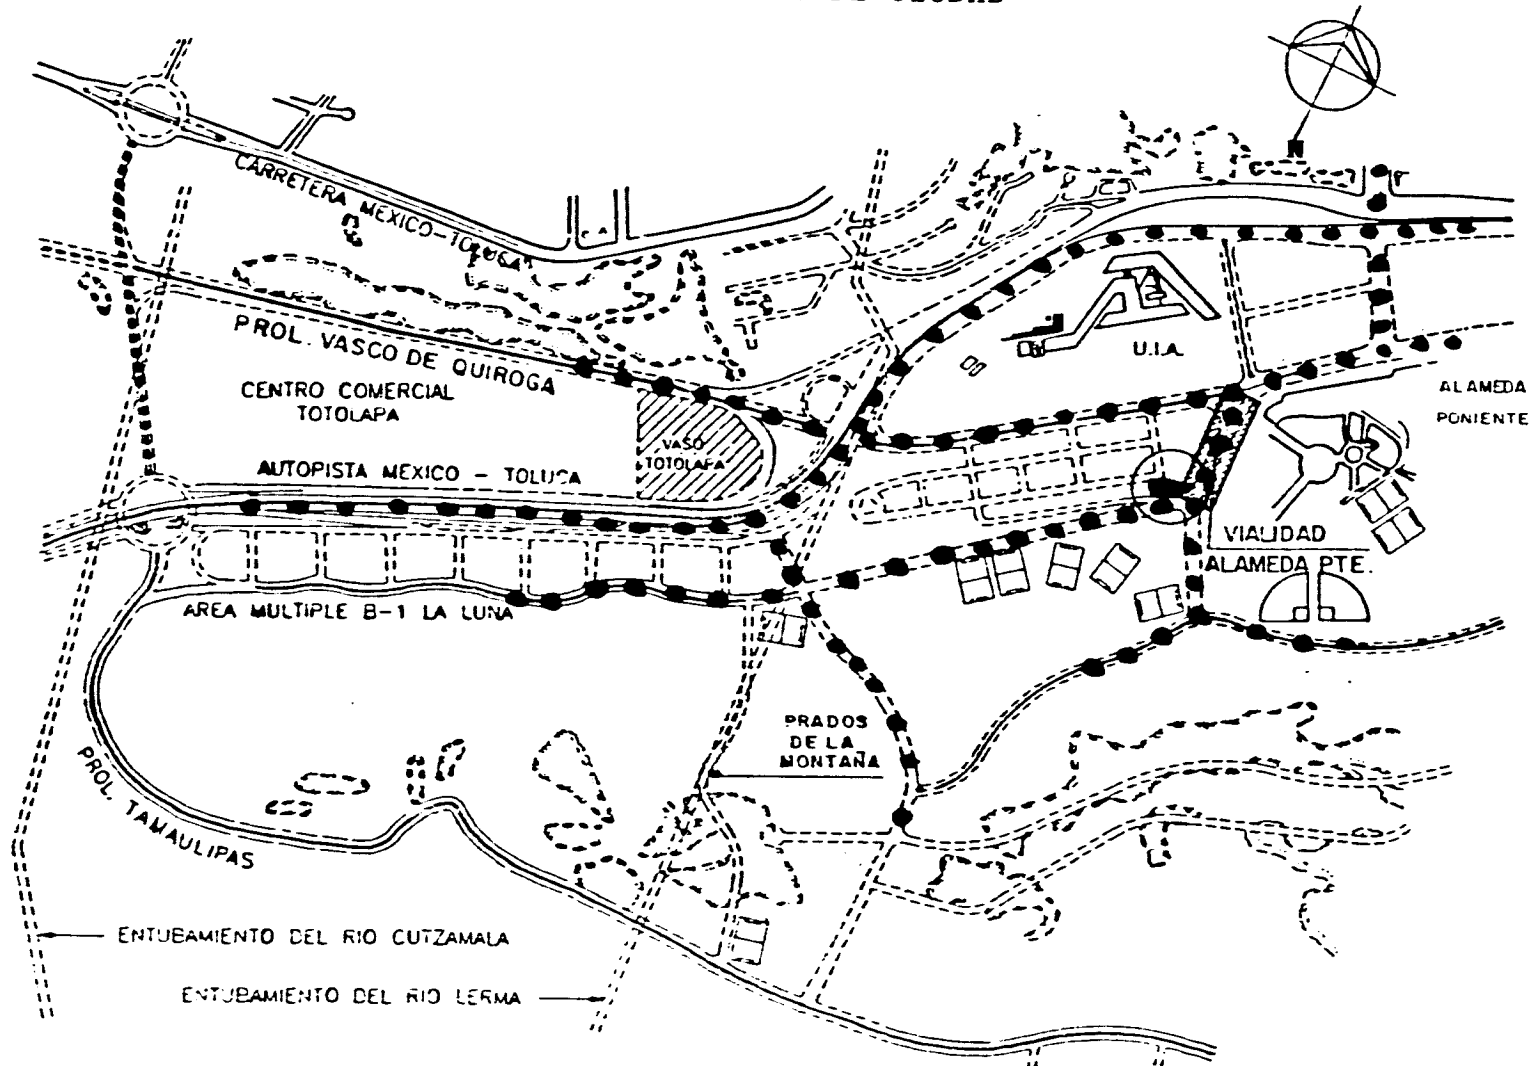 N
CARRETERA MEXICO-TOLUCA
PROL. VASCO DE QUIROGA
U.I.A.
CENTRO COMERCIAL
TOTOLAPA
ALAMEDA
PONIENTE
VASO
TOTOLAPA
AUTOPISTA MEXICO - TOLUCA
VIALIDAD
ALAMEDA PTE.
AREA MULTIPLE B-1 LA LUNA
PRADOS
DE LA
MONTAÑA
PROL. TAMAULIPAS
ENTUBAMIENTO DEL RIO CUTZAMALA
ENTUBAMIENTO DEL RIO LERMA